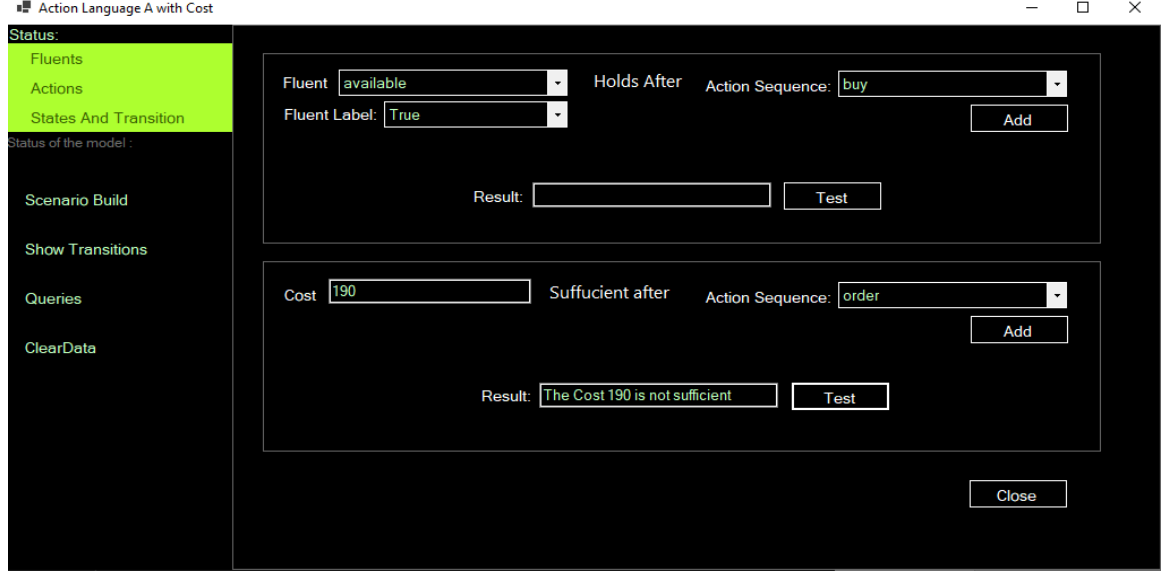 Action Language A with Cost
Status:
Fluents
Actions
States And Transition
Status of the model :
Scenario Build
Show Transitions
Queries
ClearData
Fluent available Holds After Action Sequence: buy
Fluent Label: True
Add
Result: Test
Cost 190 Suffucient after Action Sequence: order
Add
Result: The Cost 190 is not sufficient Test
Close